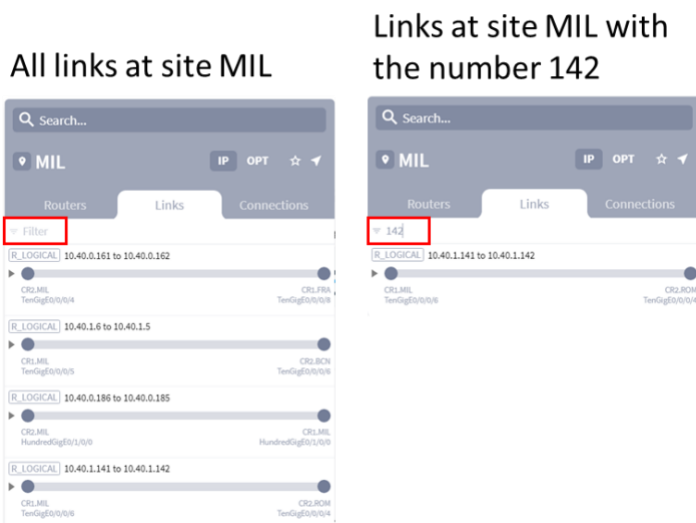 All links at site MIL
Search...
MIL
IP OPT
Routers Links Connections
Filter
R_LOGICAL 10.40.0.161 to 10.40.0.162
CR2.MIL CR1.FRA
TenGigE0/0/0/4 TenGigE0/0/0/8
R_LOGICAL 10.40.1.6 to 10.40.1.5
CR1.MIL CR2.BCN
TenGigE0/0/0/5 TenGigE0/0/0/6
R_LOGICAL 10.40.0.186 to 10.40.0.185
CR2.MIL CR1.MIL
HundredGigE0/1/0/0 HundredGigE0/1/0/0
R_LOGICAL 10.40.1.141 to 10.40.1.142
CR1.MIL CR2.ROM
TenGigE0/0/0/6 TenGigE0/0/0/4
Links at site MIL with
the number 142
Search...
MIL
IP OPT
Routers Links Connections
142
R_LOGICAL 10.40.1.141 to 10.40.1.142
CR1.MIL CR2.ROM
TenGigE0/0/0/6 TenGigE0/0/0/4